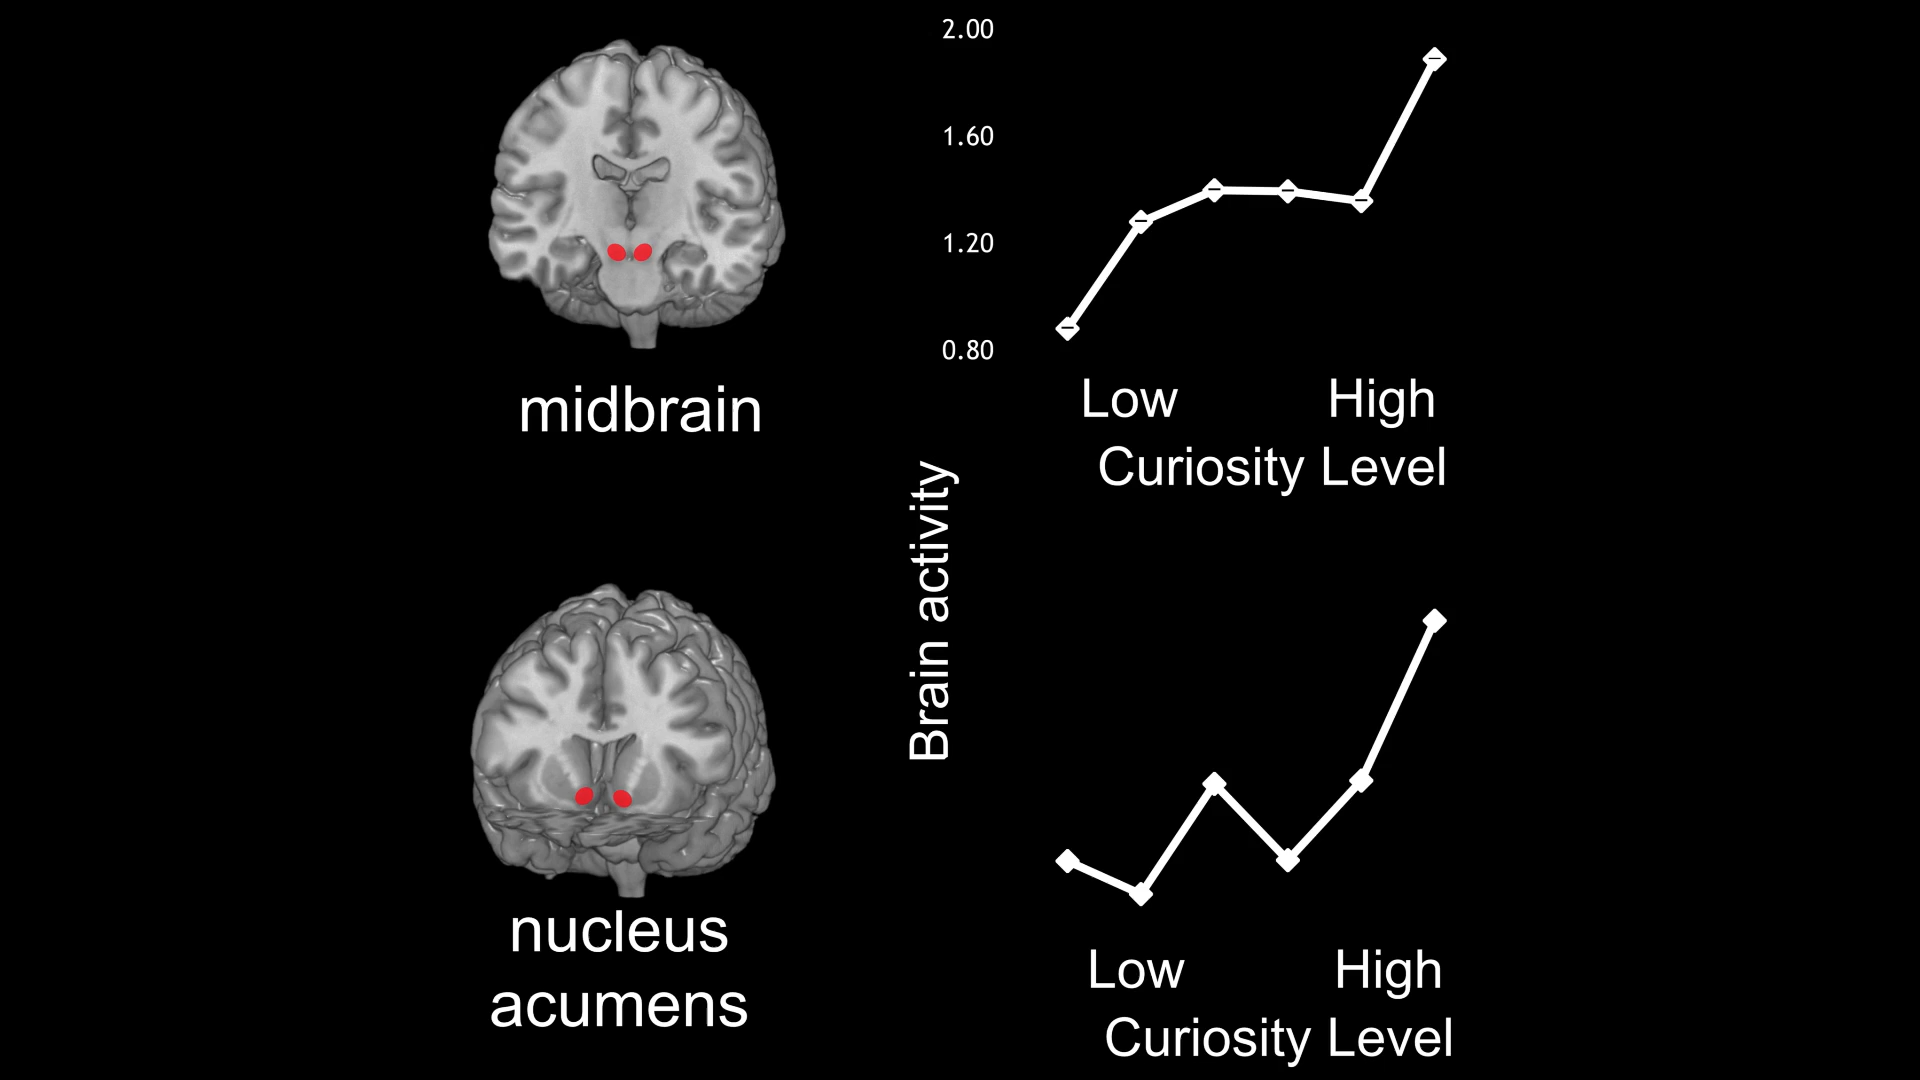 2.00
1.60
1.20
0.80
midbrain
Low High
Curiosity Level
Brain activity
nucleus
acumens
Low High
Curiosity Level